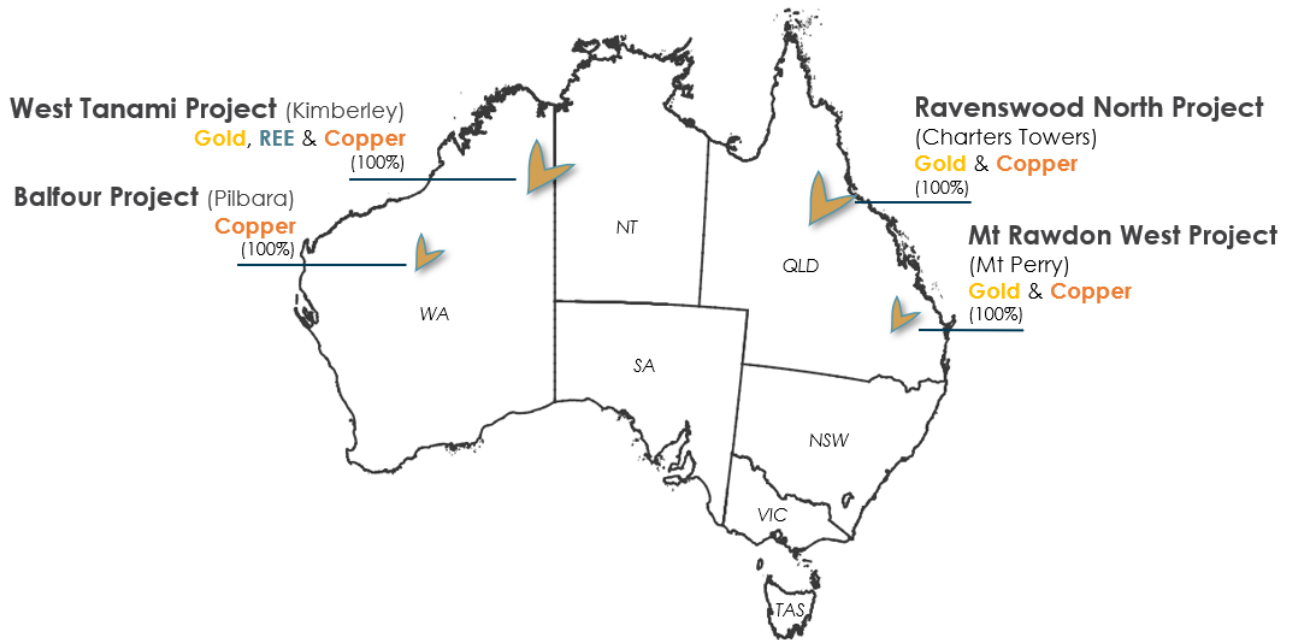 West Tanami Project (Kimberley)
Gold, REE & Copper
(100%)
Balfour Project (Pilbara)
Copper
(100%)
Ravenswood North Project
(Charters Towers)
Gold & Copper
(100%)
Mt Rawdon West Project
(Mt Perry)
Gold & Copper
(100%)
NT
QLD
WA
SA
NSW
VIC
TAS